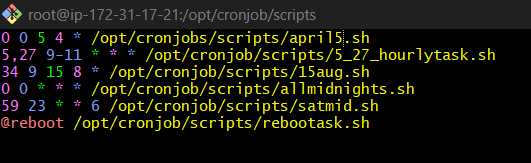 root@ip-172-31-17-21:/opt/cronjob/scripts
0 0 5 4 * /opt/cronjobs/scripts/april5.sh
5,27 9-11 * * * /opt/cronjob/scripts/5_27_hourlytask.sh
34 9 15 8 * /opt/cronjob/scripts/15aug.sh
0 0 * * * /opt/cronjob/scripts/allmidnights.sh
59 23 * * 6 /opt/cronjob/scripts/satmid.sh
@reboot /opt/cronjob/scripts/rebootask.sh